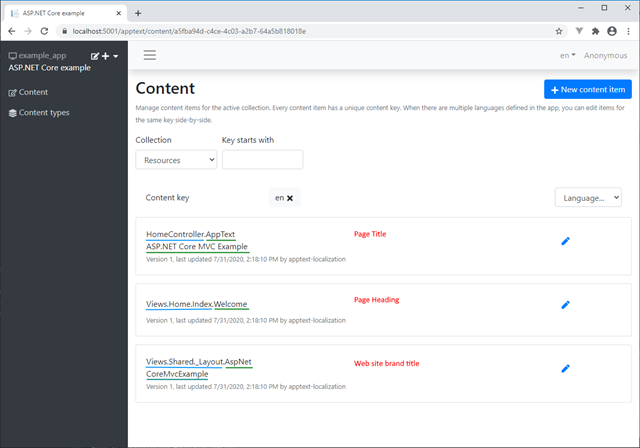 ASP.NET Core example
localhost:5001/apptext/content/a5fba94d-c4ce-4c03-a2b7-64a5b818018e
example_app
ASP.NET Core example
Content
Content types
en
Anonymous
Content
New content item
Manage content items for the active collection. Every content item has a unique content key. When there are multiple languages defined in the app, you can edit items for
the same key side-by-side.
Collection
Key starts with
Resources
Content key
en
Language...
HomeController.AppText
ASP.NET Core MVC Example
Page Title
Version 1, last updated 7/31/2020, 2:18:10 PM by apptext-localization
Views.Home.Index.Welcome
Page Heading
Version 1, last updated 7/31/2020, 2:18:10 PM by apptext-localization
Views.Shared._Layout.AspNet
CoreMvcExample
Web site brand title
Version 1, last updated 7/31/2020, 2:18:10 PM by apptext-localization